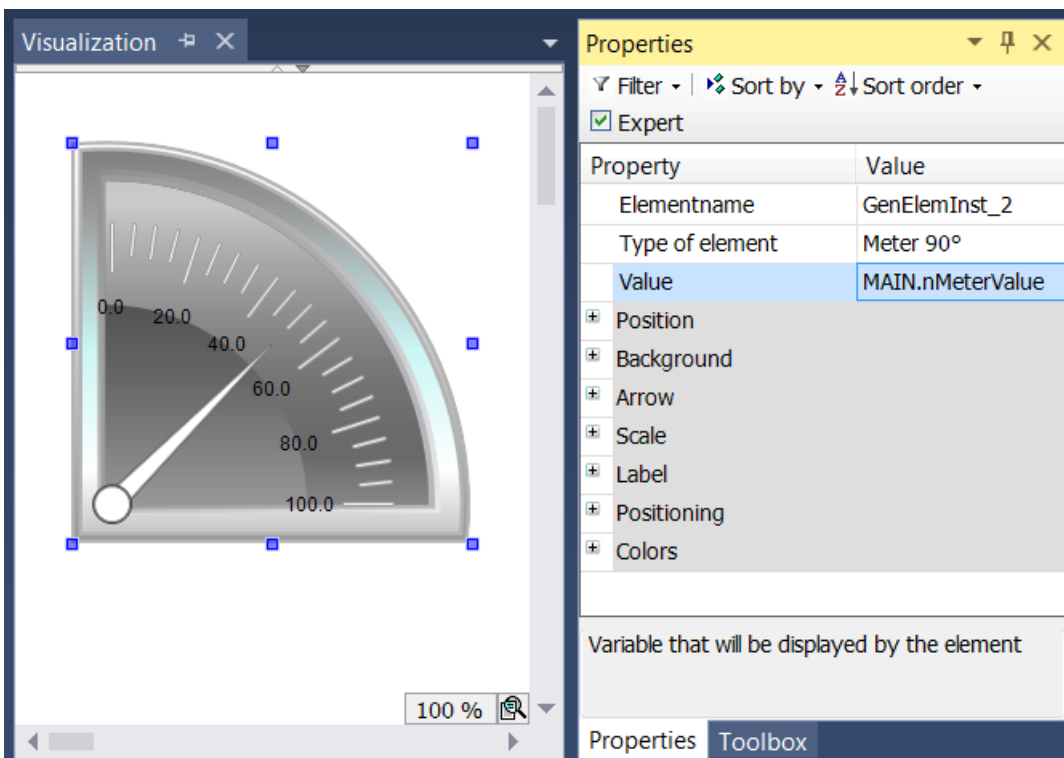 Visualization
0.0
20.0
40.0
60.0
80.0
100.0
100 %
Properties
Filter Sort by Sort order
Expert
Property Value
Elementname GenElemInst_2
Type of element Meter 90°
Value MAIN.nMeterValue
Position
Background
Arrow
Scale
Label
Positioning
Colors
Variable that will be displayed by the element
Properties Toolbox